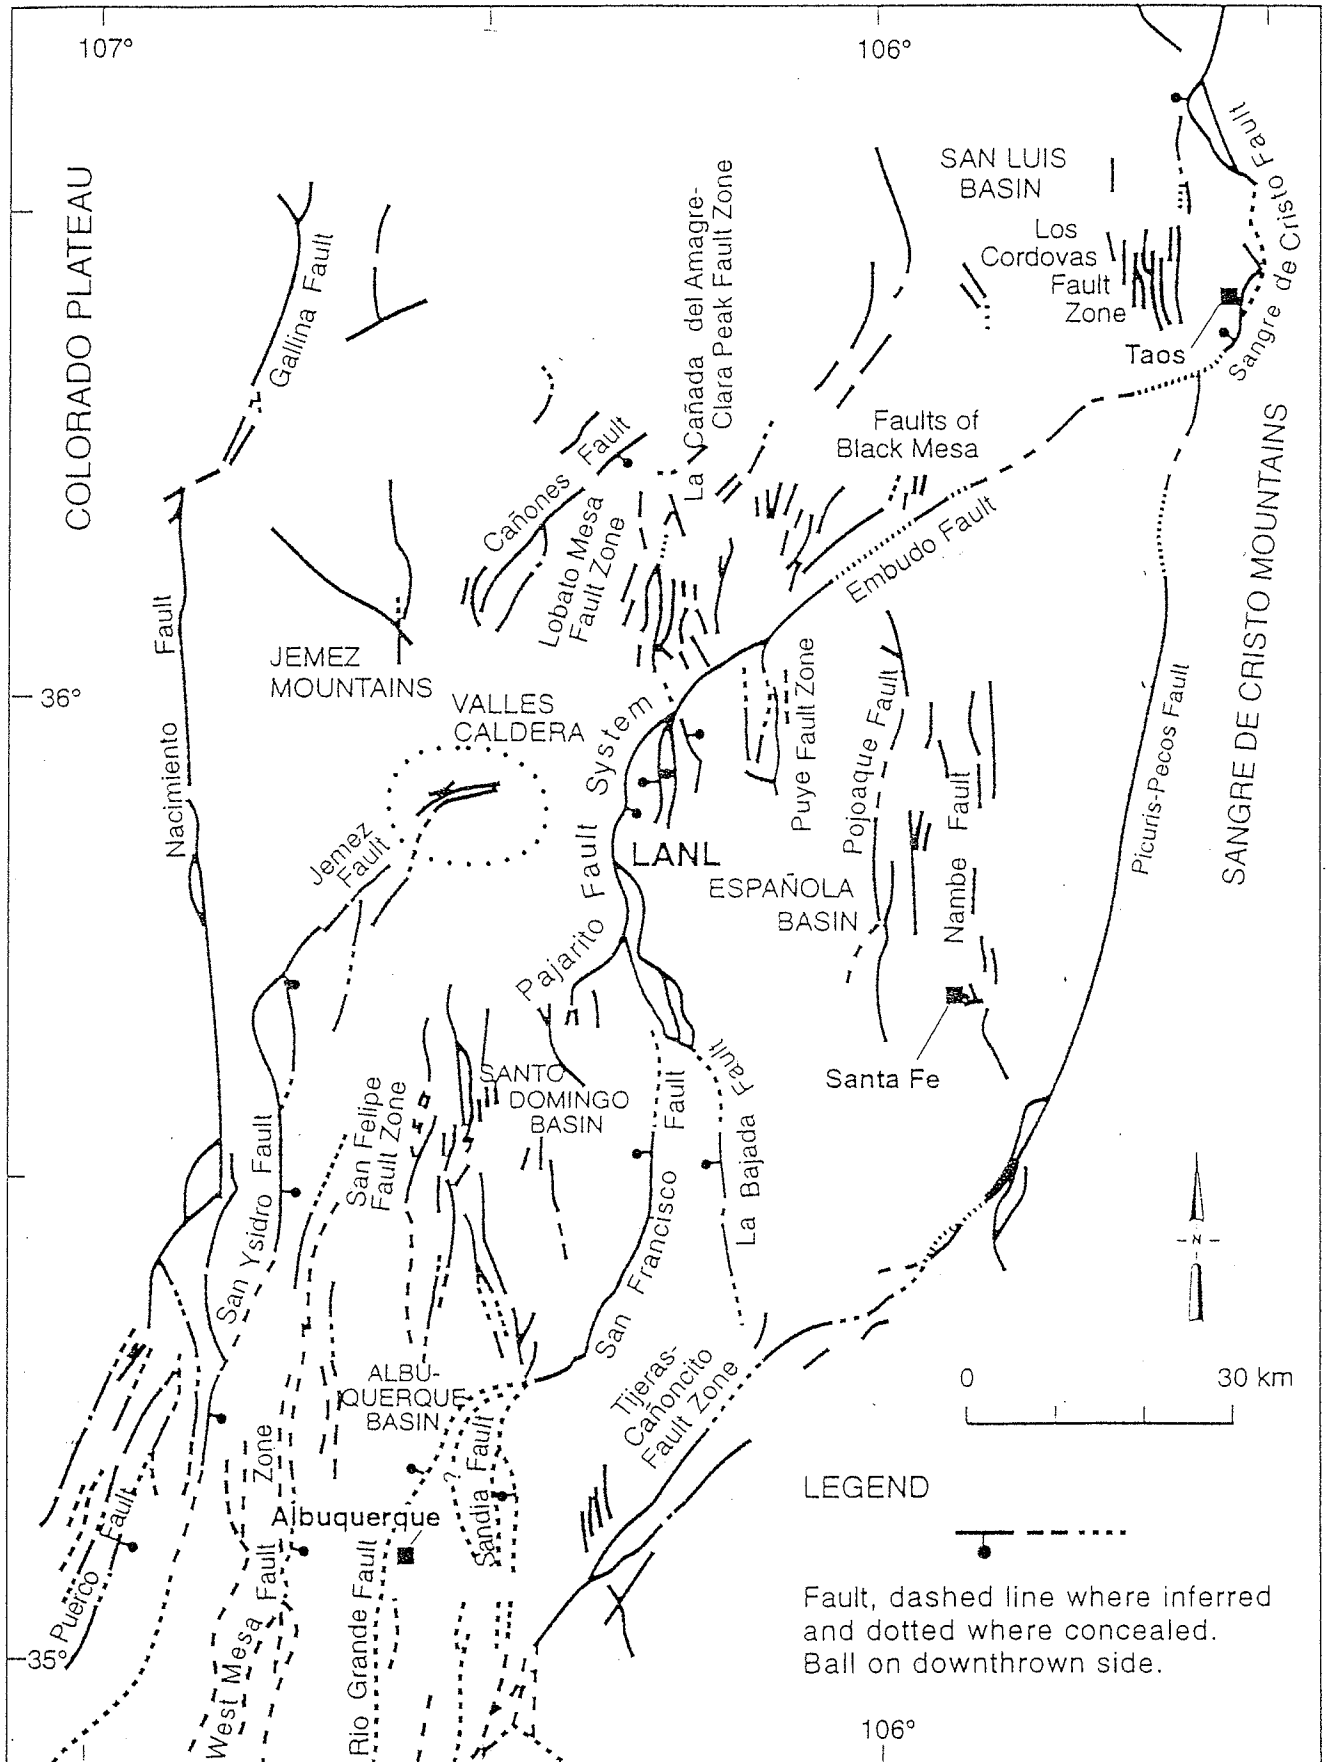 107°
106°
COLORADO PLATEAU
Gallina Fault
La Cañada del Amagre-
Clara Peak Fault Zone
SAN LUIS
BASIN
Los
Cordovas
Fault
Zone
Taos
Sangre de Cristo Fault
Faults of
Black Mesa
Cañones Fault
Lobato Mesa
Fault Zone
Embudo Fault
SANGRE DE CRISTO MOUNTAINS
Nacimiento Fault
JEMEZ
MOUNTAINS
36°
VALLES
CALDERA
Pajarito Fault System
Puye Fault Zone
Pojoaque Fault
Nambe Fault
Picuris-Pecos Fault
Jemez
Fault
LANL
ESPAÑOLA
BASIN
Santa Fe
SANTO
DOMINGO
BASIN
San Felipe
Fault Zone
San Ysidro Fault
San Francisco Fault
La Bajada Fault
N
ALBU-
QUERQUE
BASIN
Tijeras-
Cañoncito
Fault Zone
0
30 km
?
Sandia Fault
Albuquerque
Puerco Fault
West Mesa Fault Zone
Rio Grande Fault
35°
LEGEND
Fault, dashed line where inferred
and dotted where concealed.
Ball on downthrown side.
106°